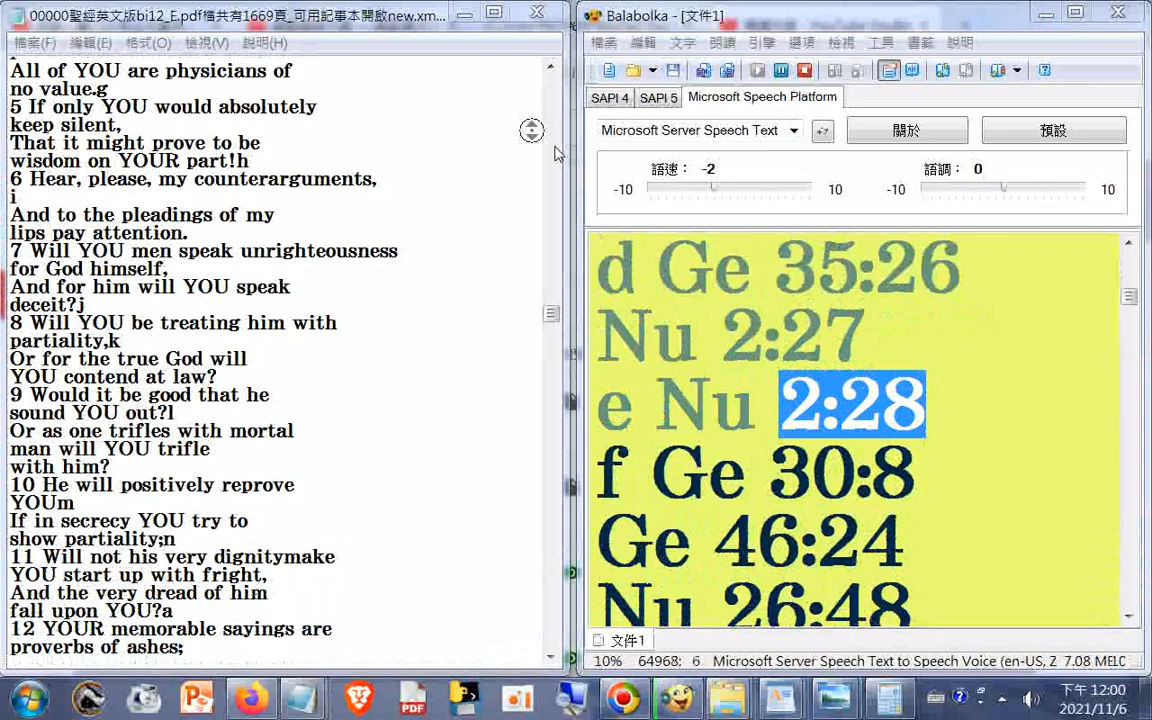 00000聖經英文版bi12_E.pdf檔共有1669頁_可用記事本開啟new.xm...
檔案(F) 編輯(E) 格式(O) 檢視(V) 說明(H)
All of YOU are physicians of
no value.g
5 If only YOU would absolutely
keep silent,
That it might prove to be
wisdom on YOUR part!h
6 Hear, please, my counterarguments,
i
And to the pleadings of my
lips pay attention.
7 Will YOU men speak unrighteousness
for God himself,
And for him will YOU speak
deceit?j
8 Will YOU be treating him with
partiality,k
Or for the true God will
YOU contend at law?
9 Would it be good that he
sound YOU out?l
Or as one trifles with mortal
man will YOU trifle
with him?
10 He will positively reprove
YOUm
If in secrecy YOU try to
show partiality;n
11 Will not his very dignitymake
YOU start up with fright,
And the very dread of him
fall upon YOU?a
12 YOUR memorable sayings are
proverbs of ashes;
Balabolka - [文件1]
檔案 編輯 文字 朗讀 引擎 選項 檢視 工具 書籤 說明
SAPI 4 SAPI 5 Microsoft Speech Platform
Microsoft Server Speech Text 關於 預設
語速: -2 語調: 0
-10 10 -10 10
d Ge 35:26
Nu 2:27
e Nu 2:28
f Ge 30:8
Ge 46:24
Nu 26:48
文件1
10% 64968: 6 Microsoft Server Speech Text to Speech Voice (en-US, Z 7.08 MELC
PDF
下午 12:00
2021/11/6